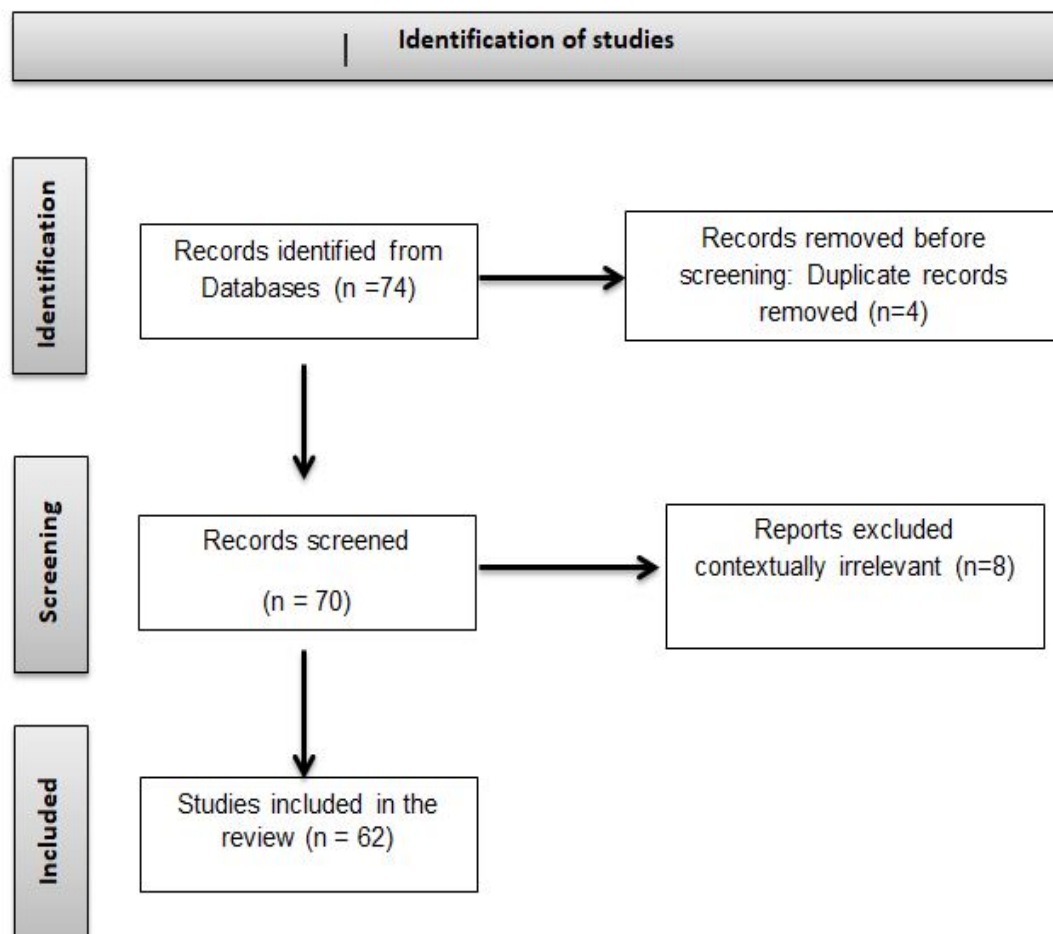 Identification of studies
Identification
Records identified from
Databases (n =74)
Records removed before
screening: Duplicate records
removed (n=4)
Screening
Records screened
(n = 70)
Reports excluded
contextually irrelevant (n=8)
Included
Studies included in the
review (n = 62)